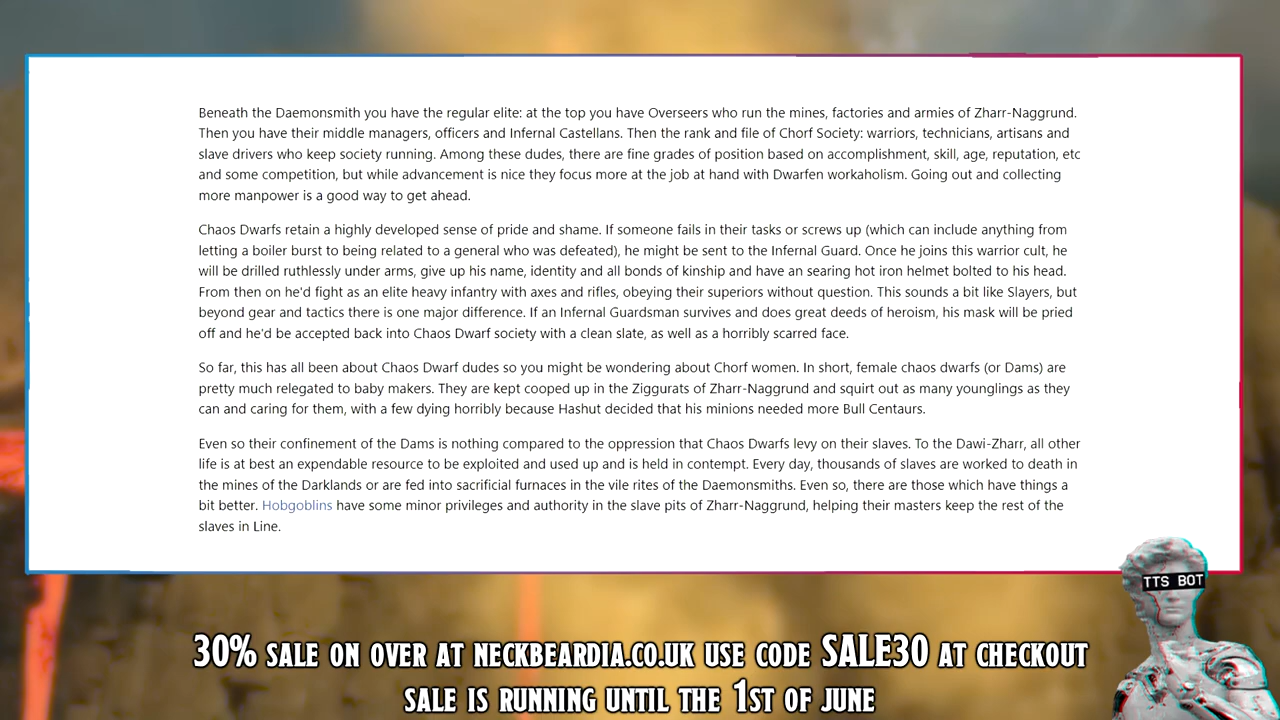 Beneath the Daemonsmith you have the regular elite: at the top you have Overseers who run the mines, factories and armies of Zharr-Naggrund.
Then you have their middle managers, officers and Infernal Castellans. Then the rank and file of Chorf Society: warriors, technicians, artisans and
slave drivers who keep society running. Among these dudes, there are fine grades of position based on accomplishment, skill, age, reputation, etc
and some competition, but while advancement is nice they focus more at the job at hand with Dwarfen workaholism. Going out and collecting
more manpower is a good way to get ahead.
Chaos Dwarfs retain a highly developed sense of pride and shame. If someone fails in their tasks or screws up (which can include anything from
letting a boiler burst to being related to a general who was defeated), he might be sent to the Infernal Guard. Once he joins this warrior cult, he
will be drilled ruthlessly under arms, give up his name, identity and all bonds of kinship and have an searing hot iron helmet bolted to his head.
From then on he'd fight as an elite heavy infantry with axes and rifles, obeying their superiors without question. This sounds a bit like Slayers, but
beyond gear and tactics there is one major difference. If an Infernal Guardsman survives and does great deeds of heroism, his mask will be pried
off and he'd be accepted back into Chaos Dwarf society with a clean slate, as well as a horribly scarred face.
So far, this has all been about Chaos Dwarf dudes so you might be wondering about Chorf women. In short, female chaos dwarfs (or Dams) are
pretty much relegated to baby makers. They are kept cooped up in the Ziggurats of Zharr-Naggrund and squirt out as many younglings as they
can and caring for them, with a few dying horribly because Hashut decided that his minions needed more Bull Centaurs.
Even so their confinement of the Dams is nothing compared to the oppression that Chaos Dwarfs levy on their slaves. To the Dawi-Zharr, all other
life is at best an expendable resource to be exploited and used up and is held in contempt. Every day, thousands of slaves are worked to death in
the mines of the Darklands or are fed into sacrificial furnaces in the vile rites of the Daemonsmiths. Even so, there are those which have things a
bit better. Hobgoblins have some minor privileges and authority in the slave pits of Zharr-Naggrund, helping their masters keep the rest of the
slaves in Line.
TTS BOT
30% SALE ON OVER AT NECKBEARDIA.CO.UK USE CODE SALE30 AT CHECKOUT
SALE IS RUNNING UNTIL THE 1ST OF JUNE